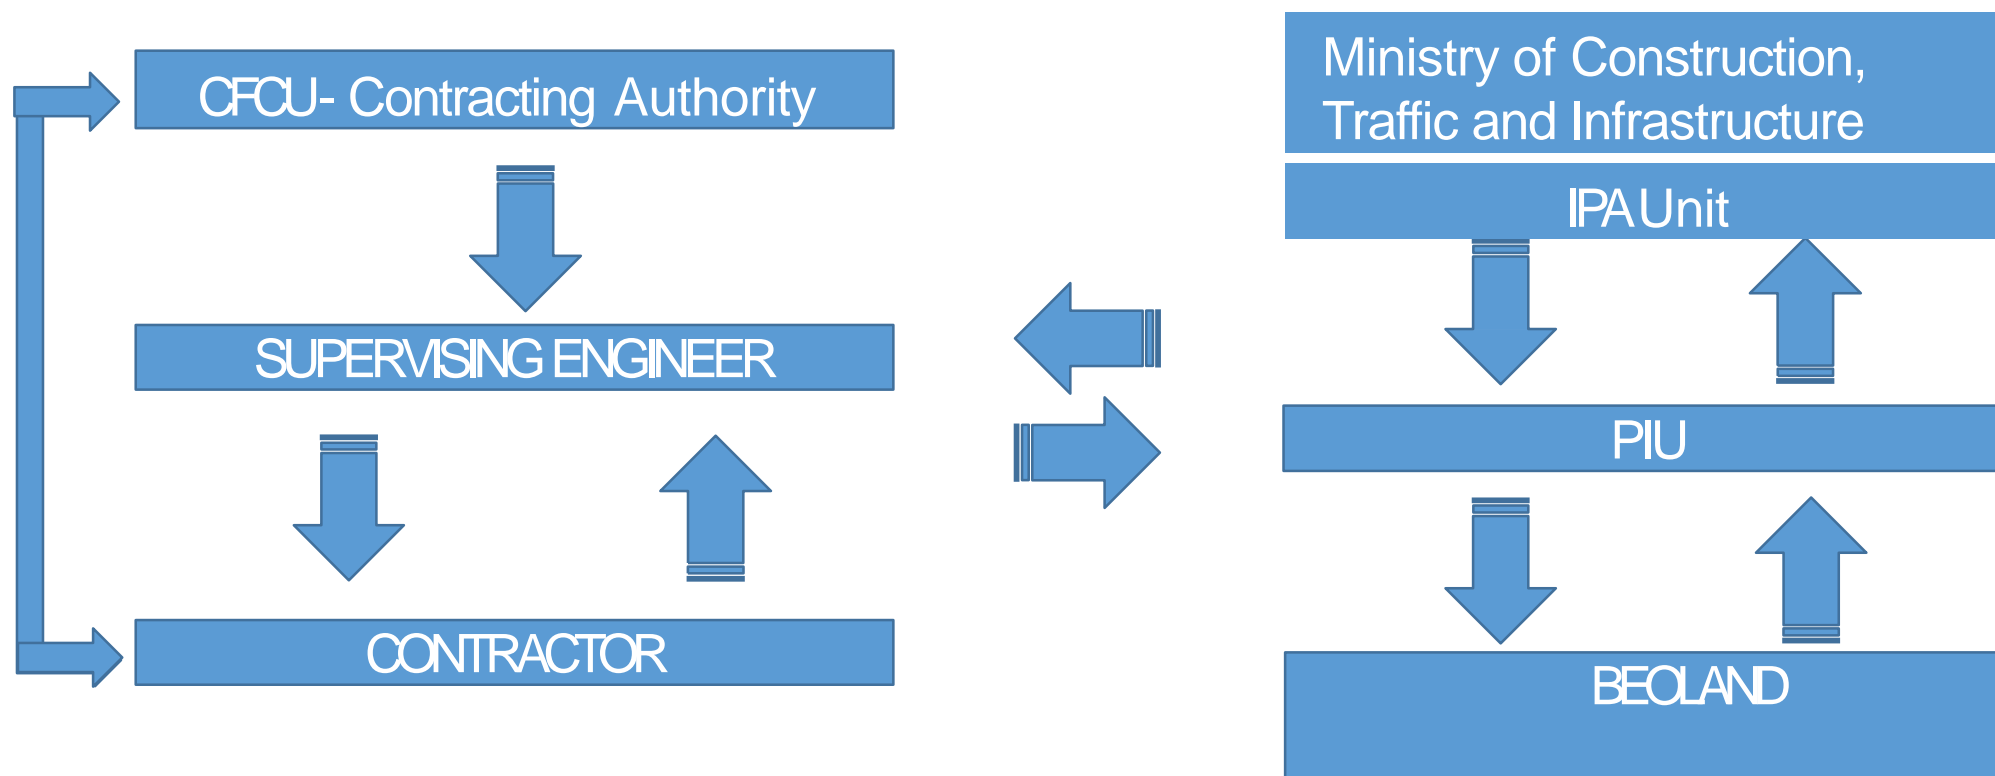 CFCU- Contracting Authority
SUPERVISING ENGINEER
CONTRACTOR
Ministry of Construction,
Traffic and Infrastructure
IPA Unit
PIU
BEOLAND